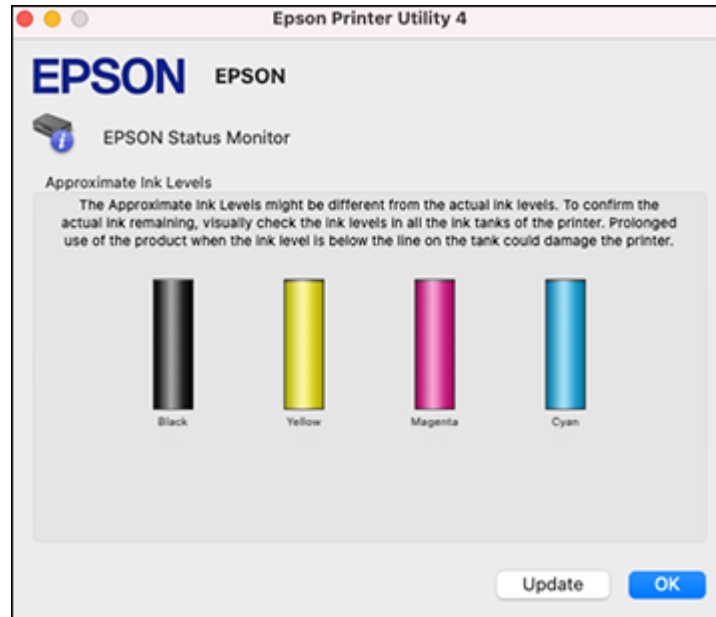 Epson Printer Utility 4
EPSON EPSON
EPSON Status Monitor
Approximate Ink Levels
The Approximate Ink Levels might be different from the actual ink levels. To confirm the
actual ink remaining, visually check the ink levels in all the ink tanks of the printer. Prolonged
use of the product when the ink level is below the line on the tank could damage the printer.
Black Yellow Magenta Cyan
Update OK